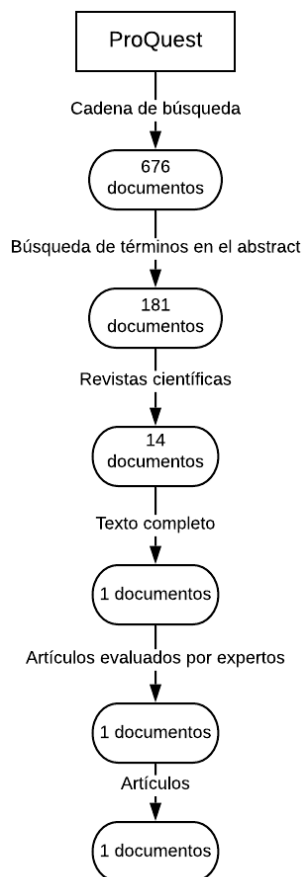 ProQuest
Cadena de búsqueda
676
documentos
Búsqueda de términos en el abstract
181
documentos
Revistas científicas
14
documentos
Texto completo
1 documentos
Artículos evaluados por expertos
1 documentos
Artículos
1 documentos